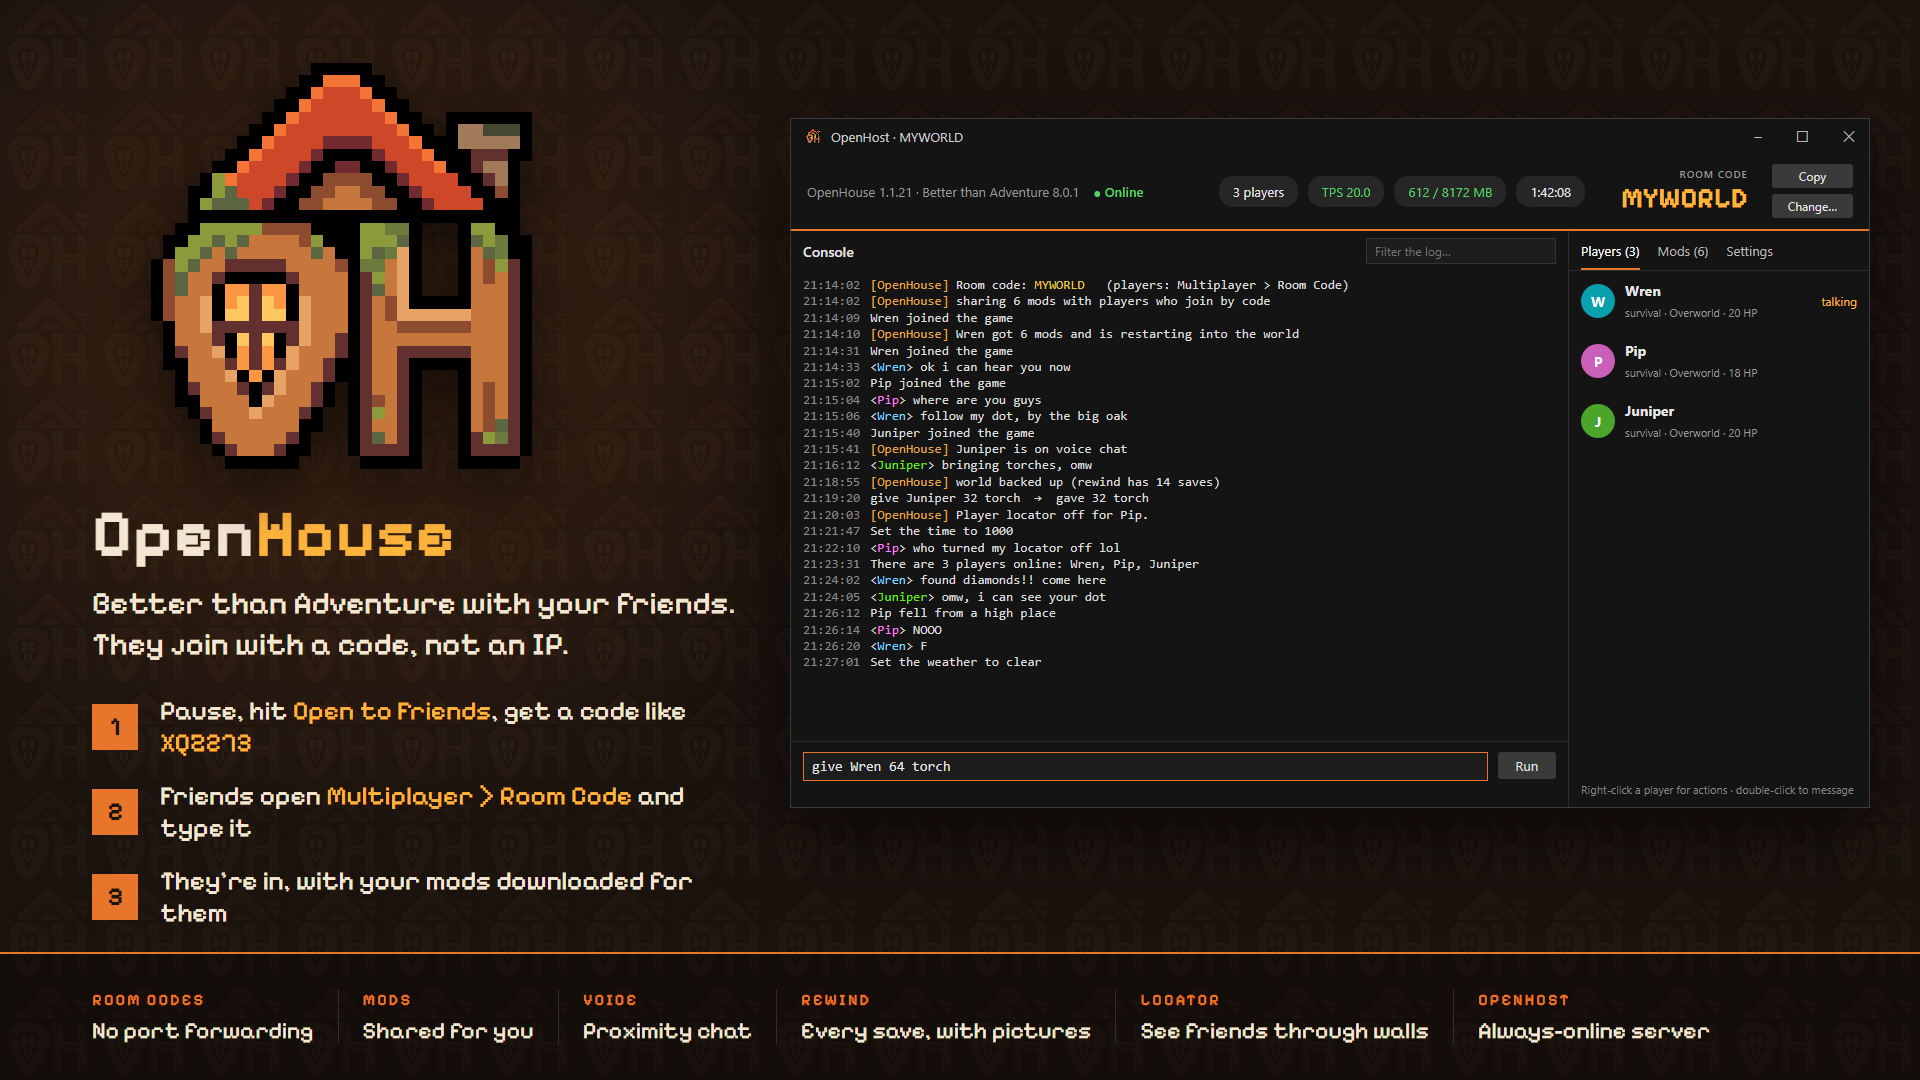 OpenHouse
Better than Adventure with your friends.
They join with a code, not an IP.
1
Pause, hit Open to Friends, get a code like
XQ2273
2
Friends open Multiplayer > Room Code and
type it
3
They're in, with your mods downloaded for
them
OpenHost · MYWORLD
OpenHouse 1.1.21 · Better than Adventure 8.0.1 ● Online
3 players
TPS 20.0
612 / 8172 MB
1:42:08
ROOM CODE
MYWORLD
Copy
Change...
Console
Filter the log...
21:14:02 [OpenHouse] Room code: MYWORLD (players: Multiplayer > Room Code)
21:14:02 [OpenHouse] sharing 6 mods with players who join by code
21:14:09 Wren joined the game
21:14:10 [OpenHouse] Wren got 6 mods and is restarting into the world
21:14:31 Wren joined the game
21:14:33 <Wren> ok i can hear you now
21:15:02 Pip joined the game
21:15:04 <Pip> where are you guys
21:15:06 <Wren> follow my dot, by the big oak
21:15:40 Juniper joined the game
21:15:41 [OpenHouse] Juniper is on voice chat
21:16:12 <Juniper> bringing torches, omw
21:18:55 [OpenHouse] world backed up (rewind has 14 saves)
21:19:20 give Juniper 32 torch → gave 32 torch
21:20:03 [OpenHouse] Player locator off for Pip.
21:21:47 Set the time to 1000
21:22:10 <Pip> who turned my locator off lol
21:23:31 There are 3 players online: Wren, Pip, Juniper
21:24:02 <Wren> found diamonds!! come here
21:24:05 <Juniper> omw, i can see your dot
21:26:12 Pip fell from a high place
21:26:14 <Pip> NOOO
21:26:20 <Wren> F
21:27:01 Set the weather to clear
give Wren 64 torch
Run
Players (3)
Mods (6)
Settings
W
Wren
survival · Overworld · 20 HP
talking
P
Pip
survival · Overworld · 18 HP
J
Juniper
survival · Overworld · 20 HP
Right-click a player for actions · double-click to message
ROOM CODES
No port forwarding
MODS
Shared for you
VOICE
Proximity chat
REWIND
Every save, with pictures
LOCATOR
See friends through walls
OPENHOST
Always-online server